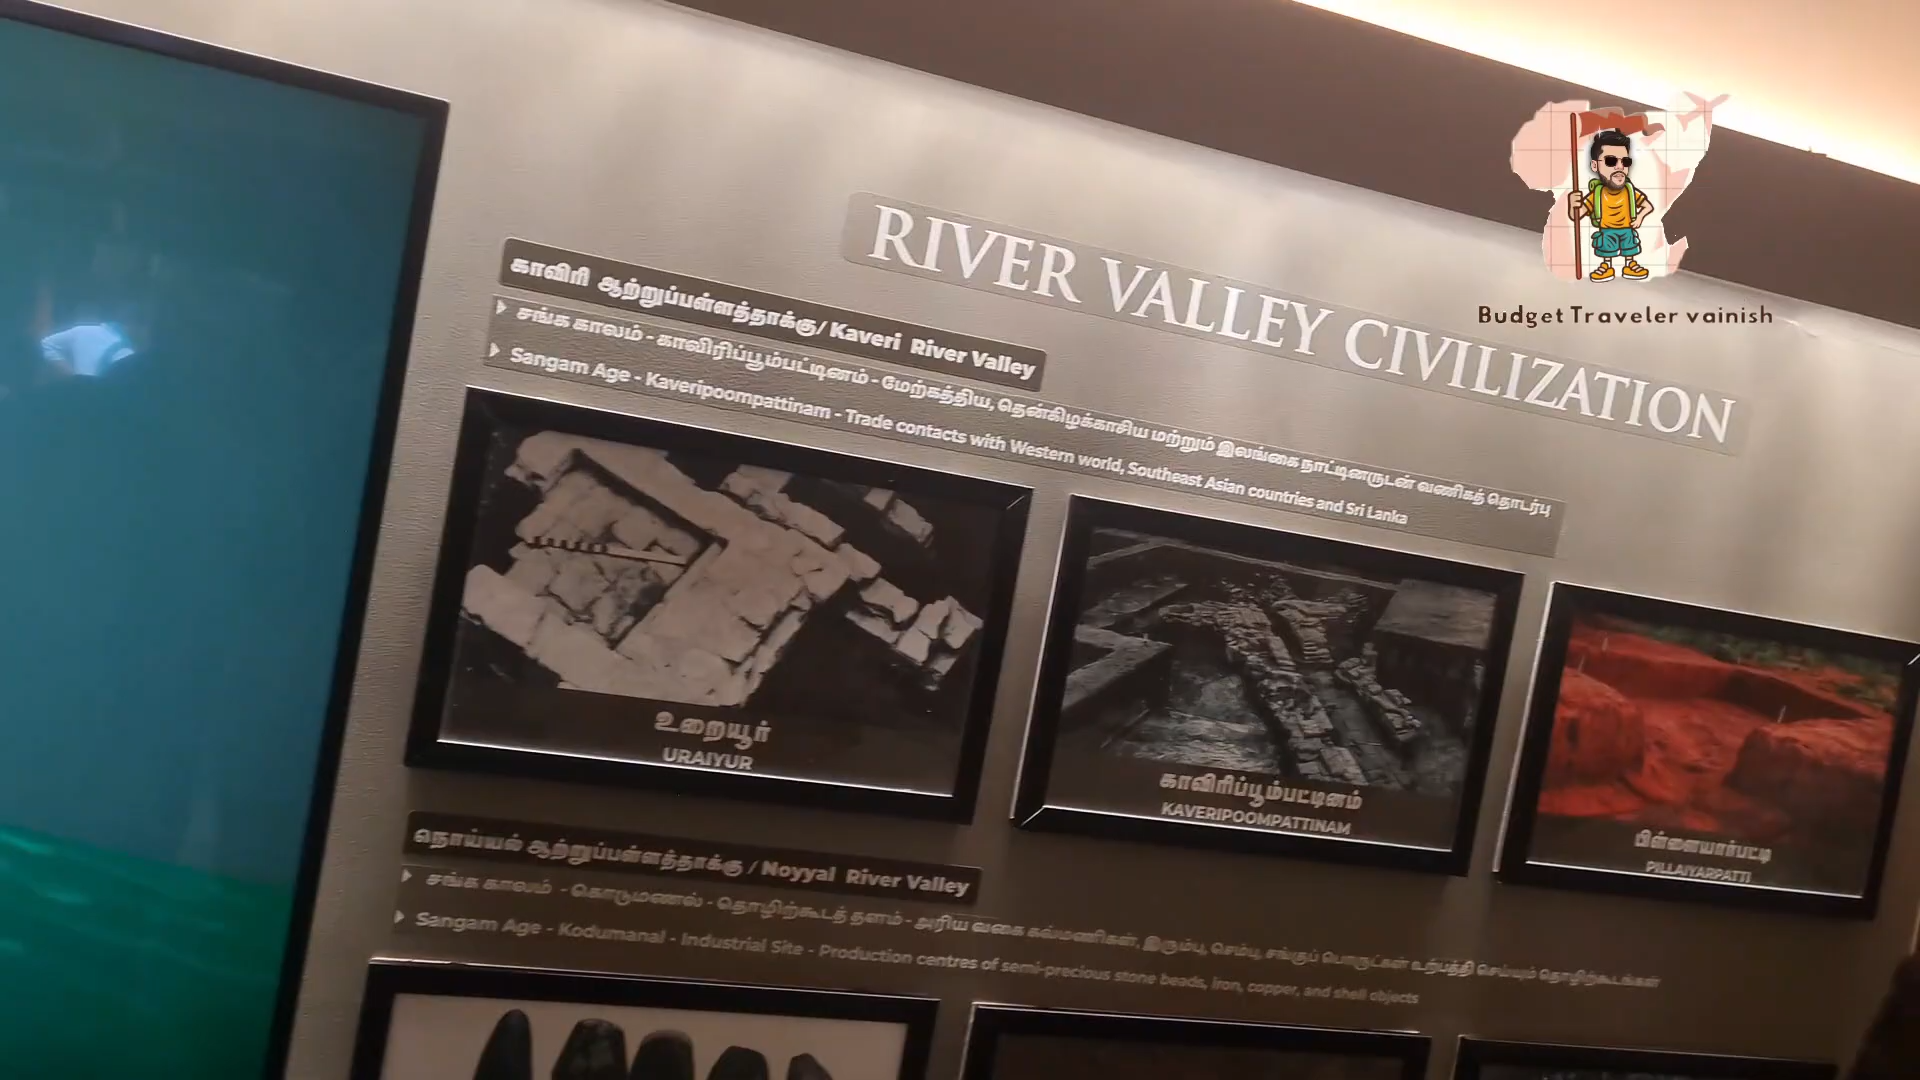 RIVER VALLEY CIVILIZATION
Budget Traveler vainish
காவிரி ஆற்றுப்பள்ளத்தாக்கு/ Kaveri River Valley
சங்க காலம் - காவிரிப்பூம்பட்டினம் - மேற்கத்திய, தென்கிழக்காசிய மற்றும் இலங்கை நாட்டினருடன் வணிகத் தொடர்பு
Sangam Age - Kaveripoompattinam - Trade contacts with Western world, Southeast Asian countries and Sri Lanka
உறையூர்
URAIYUR
காவிரிப்பூம்பட்டினம்
KAVERIPOOMPATTINAM
பிள்ளையார்பட்டி
PILLAIYARPATTI
நொய்யல் ஆற்றுப்பள்ளத்தாக்கு / Noyyal River Valley
சங்க காலம் - கொடுமணல் - தொழிற்கூடத் தளம் - அரிய வகை கல்மணிகள், இரும்பு, செம்பு, சங்குப் பொருட்கள் உற்பத்தி செய்யும் தொழிற்கூடங்கள்
Sangam Age - Kodumanal - Industrial Site - Production centres of semi-precious stone beads, iron, copper, and shell objects